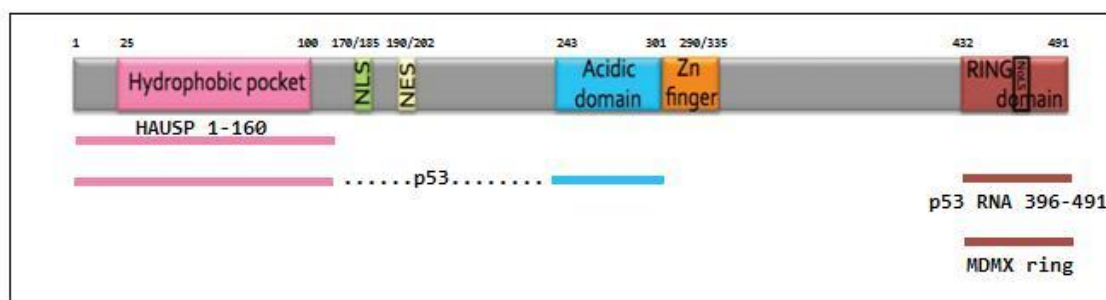 1 25 100 170/185 190/202 243 301 290/335 432 491
Hydrophobic pocket
NLS
NES
Acidic
domain
Zn
finger
RING
NoLS
domain
HAUSP 1-160
......p53........
p53 RNA 396-491
MDMX ring